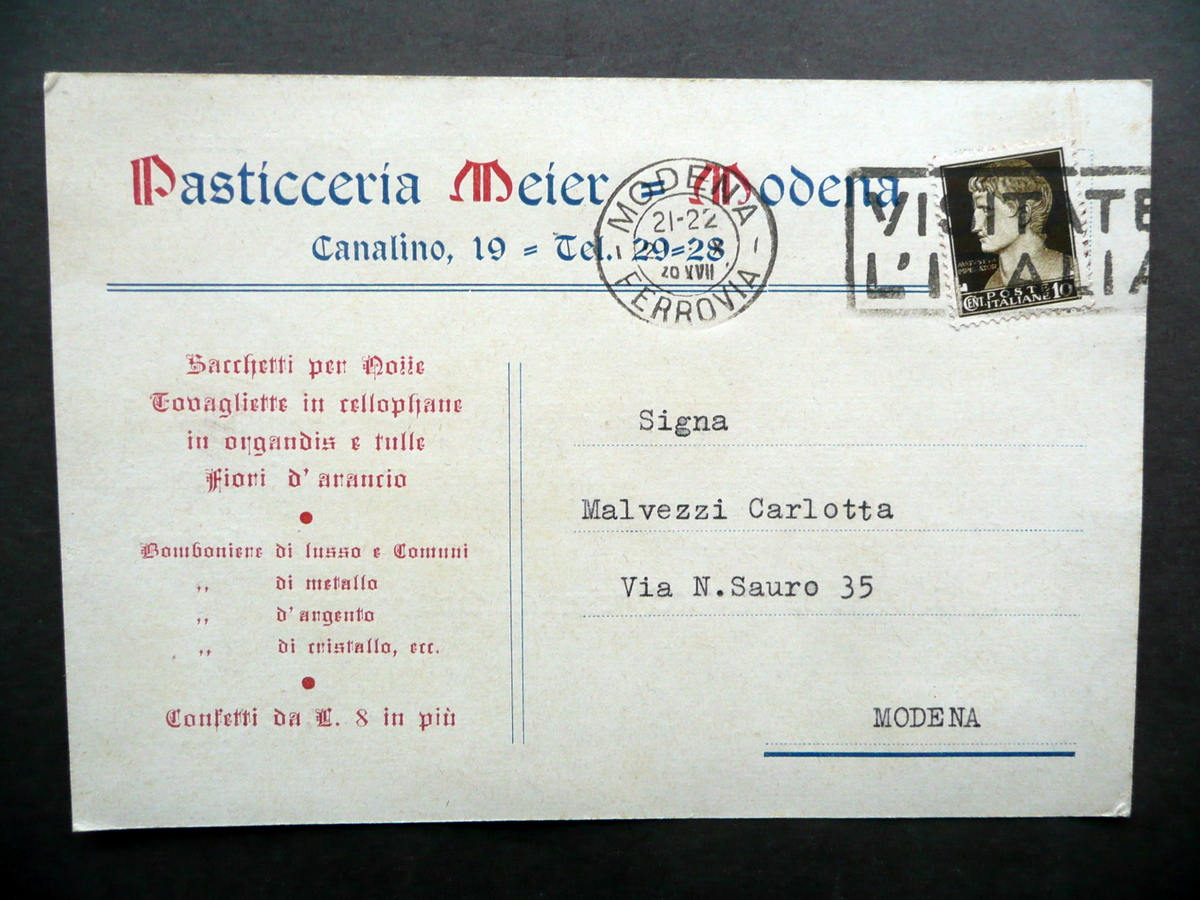 Pasticceria Meier = Modena
Canalino, 19 = Tel. 29=28
MODENA
21-22
XVII
FERROVIA
VISITATE
L'ITALIA
POSTE
CENT. ITALIANE 10
Sacchetti per Nozze
Tovagliette in cellophane
in organdis e tulle
Fiori d'arancio
Bomboniere di lusso e Comuni
,, di metallo
,, d'argento
,, di cristallo, ecc.
Confetti da L. 8 in più
Signa
Malvezzi Carlotta
Via N.Sauro 35
MODENA